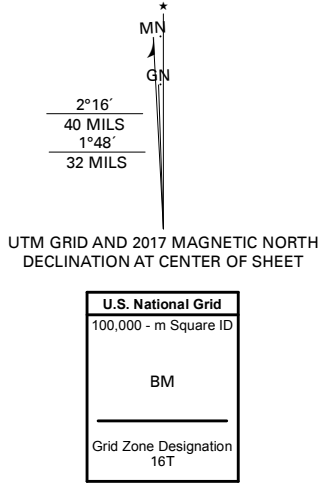 ★
MN
GN
2°16´
40 MILS
1°48´
32 MILS
UTM GRID AND 2017 MAGNETIC NORTH
DECLINATION AT CENTER OF SHEET
U.S. National Grid
100,000 - m Square ID
BM
Grid Zone Designation
16T